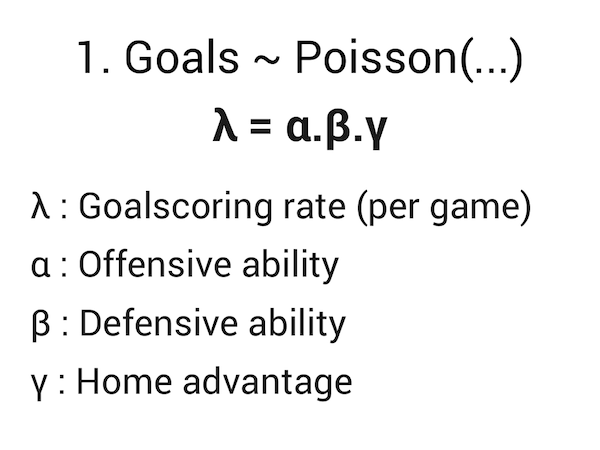 1. Goals ~ Poisson(...)
λ = α.β.γ
λ : Goalscoring rate (per game)
α : Offensive ability
β : Defensive ability
γ : Home advantage